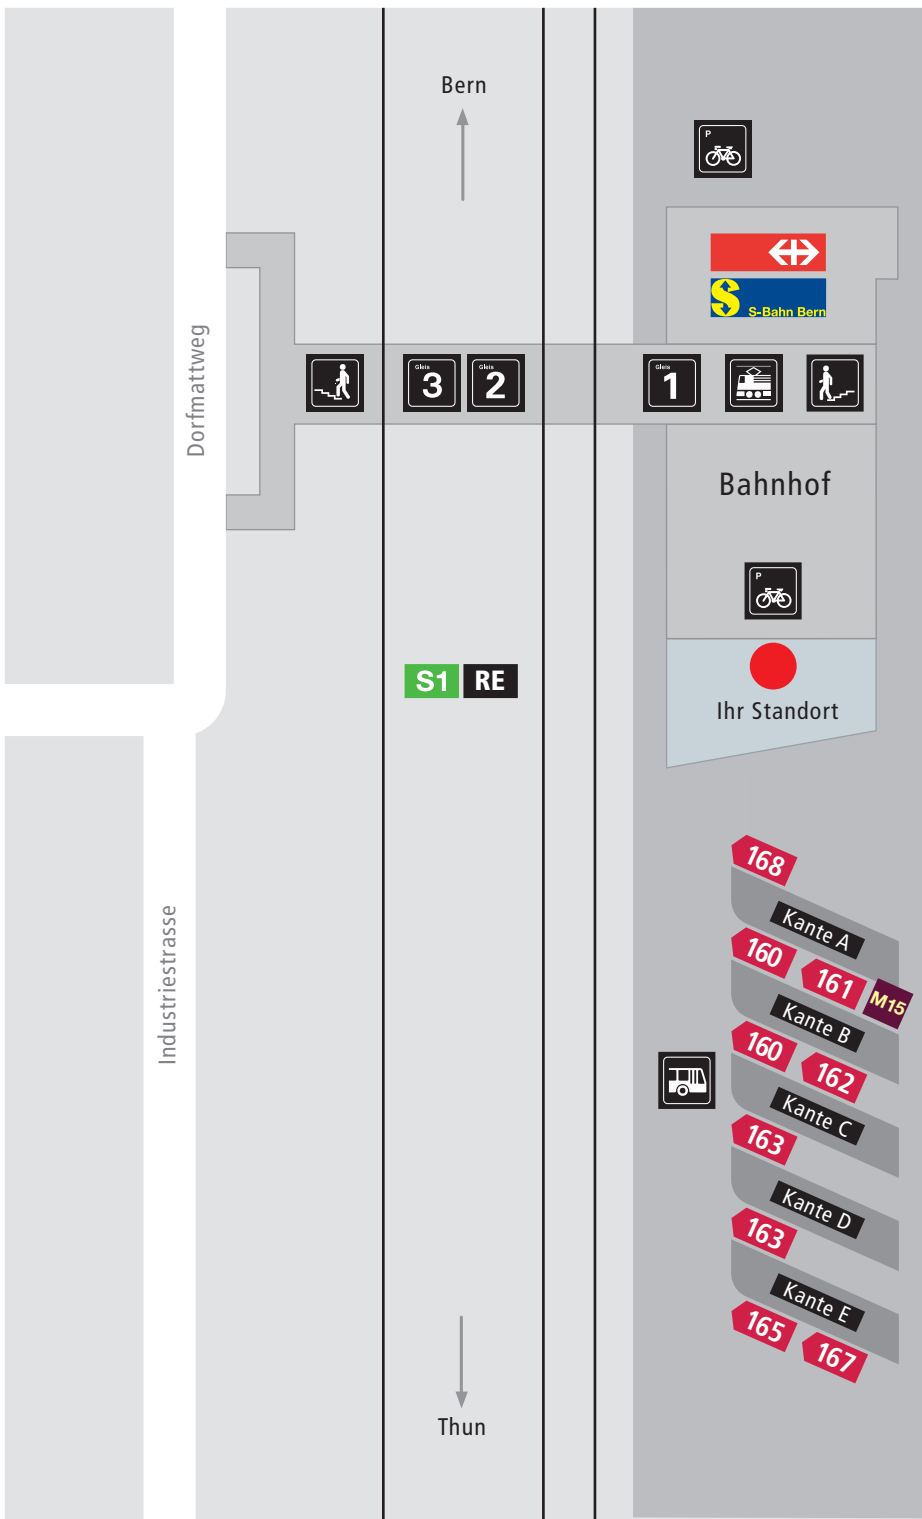 Bern
P
S-Bahn Bern
Dorfmattweg
Gleis
3
Gleis
2
Gleis
1
Bahnhof
P
S1 RE
Ihr Standort
168
Kante A
160 161 M15
Kante B
160 162
Kante C
163
Kante D
163
Kante E
165 167
Industriestrasse
Thun